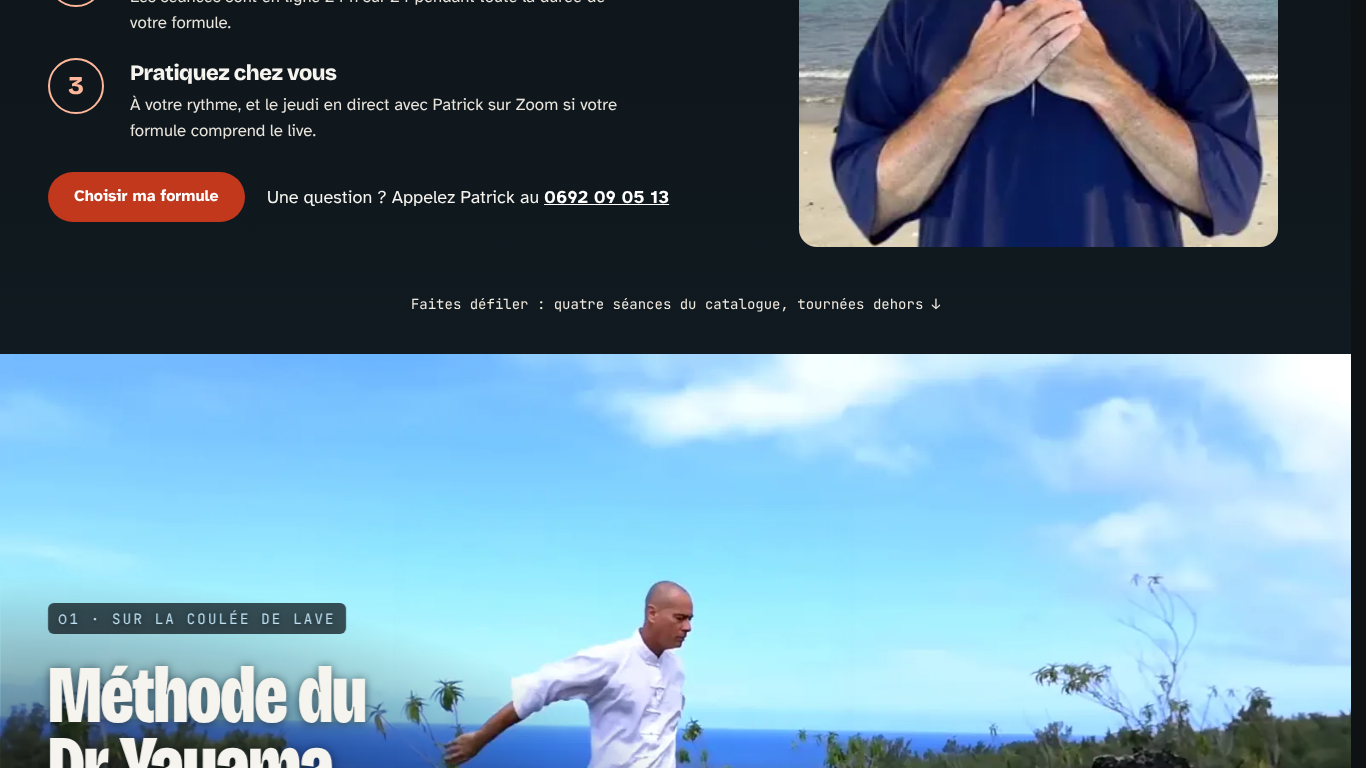 votre formule.
3
Pratiquez chez vous
À votre rythme, et le jeudi en direct avec Patrick sur Zoom si votre
formule comprend le live.
Choisir ma formule
Une question ? Appelez Patrick au 0692 09 05 13
Faites défiler : quatre séances du catalogue, tournées dehors ↓
01 · SUR LA COULÉE DE LAVE
Méthode du
Dr Yayama